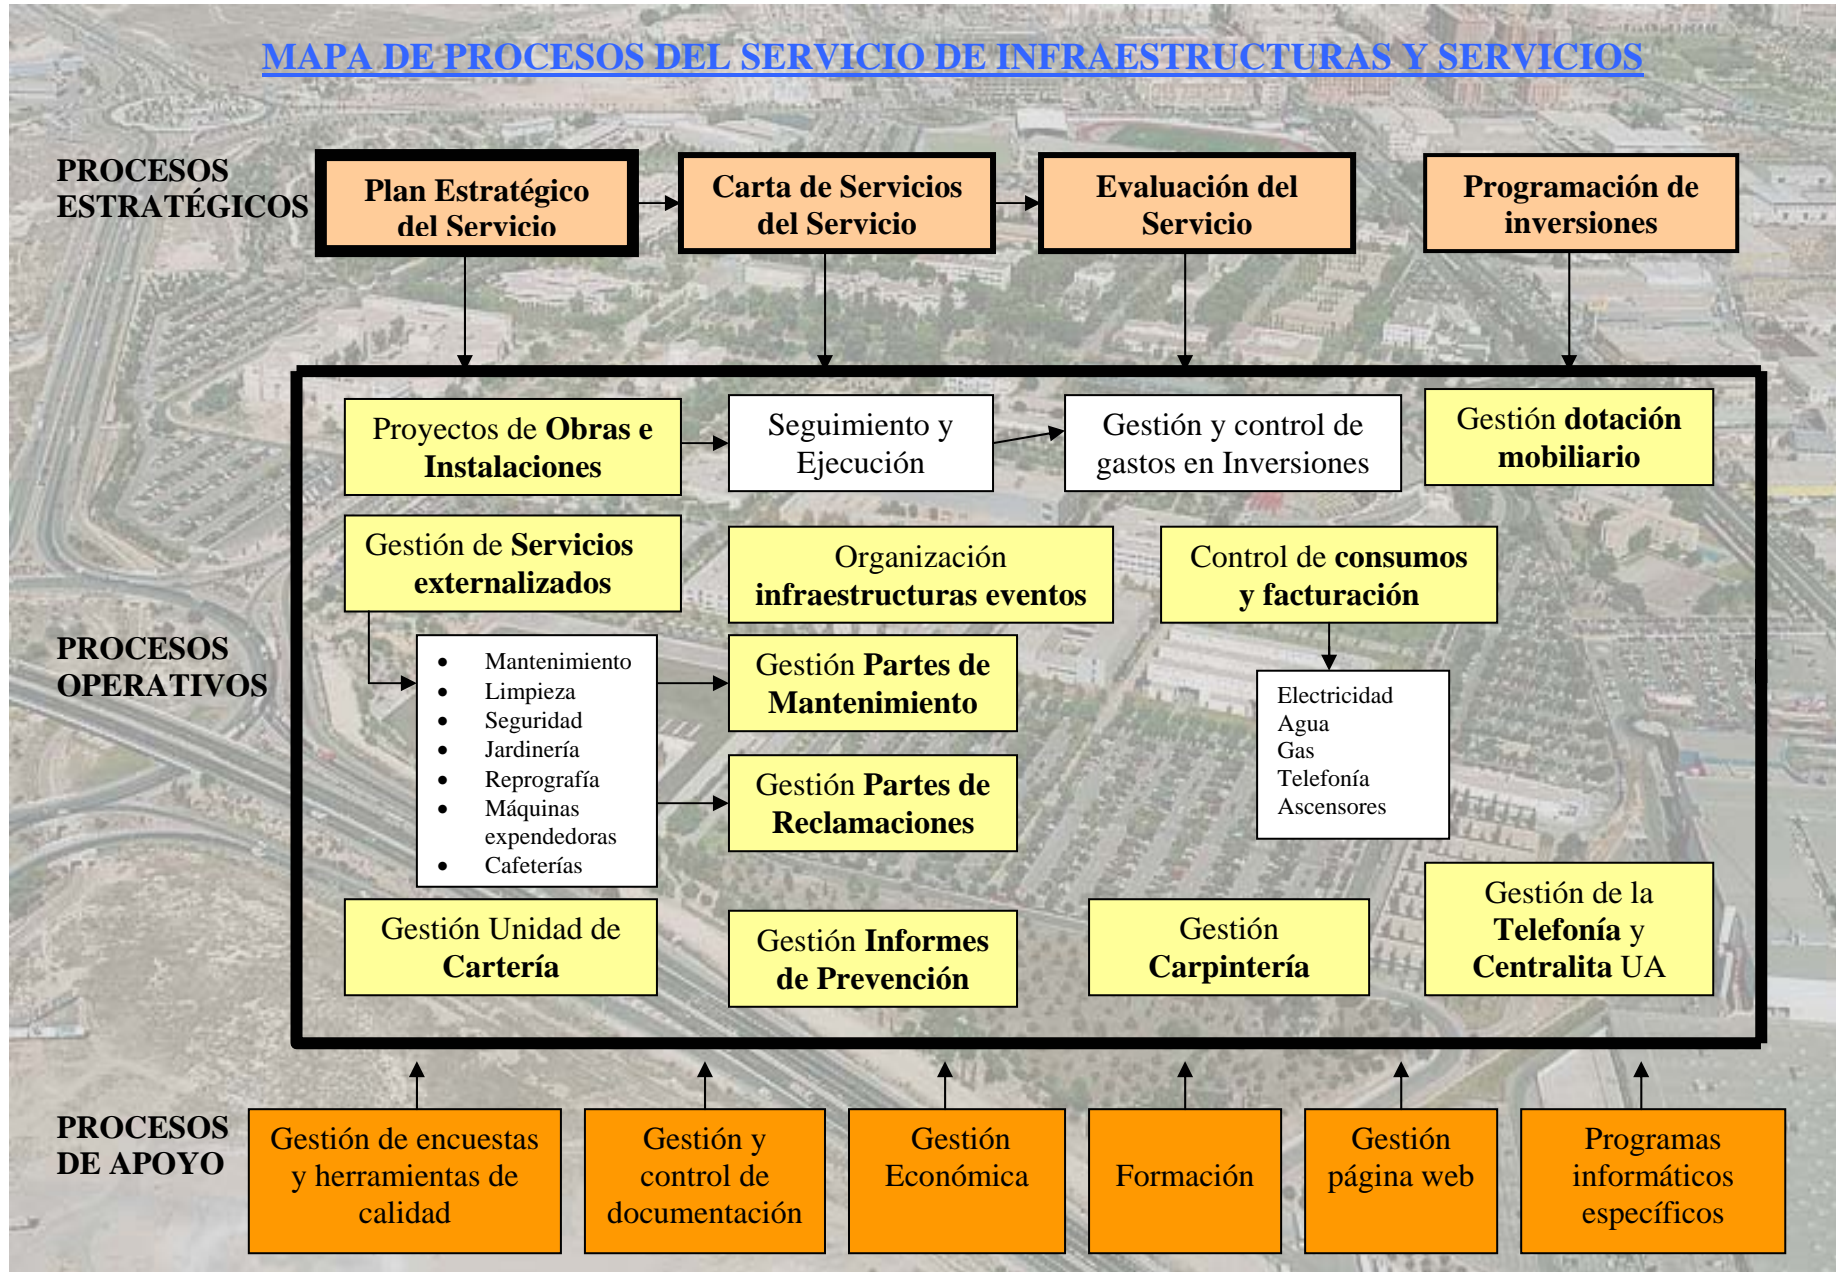 MAPA DE PROCESOS DEL SERVICIO DE INFRAESTRUCTURAS Y SERVICIOS
PROCESOS
ESTRATÉGICOS
Plan Estratégico
del Servicio
Carta de Servicios
del Servicio
Evaluación del
Servicio
Programación de
inversiones
PROCESOS
OPERATIVOS
Proyectos de Obras e
Instalaciones
Seguimiento y
Ejecución
Gestión y control de
gastos en Inversiones
Gestión dotación
mobiliario
Gestión de Servicios
externalizados
Organización
infraestructuras eventos
Control de consumos
y facturación
• Mantenimiento
• Limpieza
• Seguridad
• Jardinería
• Reprografía
• Máquinas
expendedoras
• Cafeterías
Gestión Partes de
Mantenimiento
Gestión Partes de
Reclamaciones
Electricidad
Agua
Gas
Telefonía
Ascensores
Gestión Unidad de
Cartería
Gestión Informes
de Prevención
Gestión
Carpintería
Gestión de la
Telefonía y
Centralita UA
PROCESOS
DE APOYO
Gestión de encuestas
y herramientas de
calidad
Gestión y
control de
documentación
Gestión
Económica
Formación
Gestión
página web
Programas
informáticos
específicos